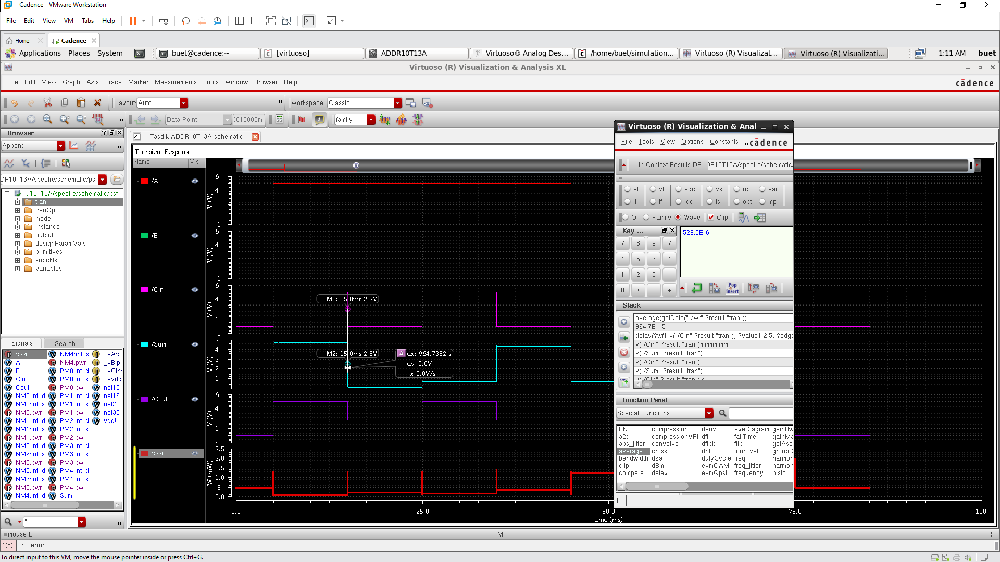 Cadence - VMware Workstation
File Edit View VM Tabs Help
Home Cadence
Applications Places System buet@cadence:~ [virtuoso] ADDR10T13A Virtuoso® Analog Des... /home/buet/simulation... Virtuoso (R) Visualizat... Virtuoso (R) Visualizati... 1:11 AM buet
Virtuoso (R) Visualization & Analysis XL
File Edit View Graph Axis Trace Marker Measurements Tools Window Browser Help cādence
Layout: Auto » Workspace: Classic
» Data Point 0015000m family
Browser
Append »
DR10T13A/spectre/schematic/psf
...10T13A/spectre/schematic/psf
tran
tranOp
model
instance
output
designParamVals
primitives
subckts
variables
Signals Search
:pwr NM4:int_s _vA:p
A NM4:pwr _vB:p
B PM0:int_d _vCin:
Cin PM0:int_s _vvdd
Cout PM0:pwr net10
NM0:int_d PM1:int_d net16
NM0:int_s PM1:int_s net29
NM0:pwr PM1:pwr net30
NM1:int_d PM2:int_d vdd!
NM1:int_s PM2:int_s
NM1:pwr PM2:pwr
NM2:int_d PM3:int_d
NM2:int_s PM3:int_s
NM2:pwr PM3:pwr
NM3:int_d PM4:int_d
NM3:int_s PM4:int_s
NM3:pwr PM4:pwr
NM4:int_d Sum
* »
Tasdik ADDR10T13A schematic
Transient Response
Name Vis
/A
6
4
1
-1
V (V)
/B
6
4
1
-1
V (V)
/Cin
6
4
1
-1
V (V)
M1: 15.0ms 2.5V
/Sum
5
4
3
2
1
0
V (V)
M2: 15.0ms 2.5V
Δ dx: 964.7352fs
dy: 0.0V
s: 0.0V/s
/Cout
6
4
1
-1
V (V)
:pwr
2.5
2.0
1.5
1.0
.5
0.0
W (mW)
0.0 25.0 50.0 75.0 100
time (ms)
Virtuoso (R) Visualization & Anal
File Tools View Options Constants » cādence
In Context Results DB: DR10T13A/spectre/schematic/
vt vf vdc vs op var
it if idc is opt mp
Off Family Wave Clip
Key ...
7 8 9 /
4 5 6 *
1 2 3 -
0 ± . +
529.0E-6
Pop
insert
Stack
average(getData(":pwr" ?result "tran"))
964.7E-15
delay(?wf1 v("/Cin" ?result "tran"), ?value1 2.5, ?edge
v("/Cin" ?result "tran")mmmmmm
v("/Sum" ?result "tran")
v("/Cin" ?result "tran")
v("/Sum" ?result "tran")
v("/Cin" ?result "tran")m
Function Panel
Special Functions
PN compression deriv eyeDiagram gainBw
a2d compressionVRI dft fallTime gainMa
abs_jitter convolve dftbb flip getAsc
average cross dnl fourEval groupD
bandwidth d2a dutyCycle freq harmon
clip dBm evmQAM freq_jitter harmon
compare delay evmQpsk frequency histo
11
mouse L: M: R:
4(8) no error
To direct input to this VM, move the mouse pointer inside or press Ctrl+G.